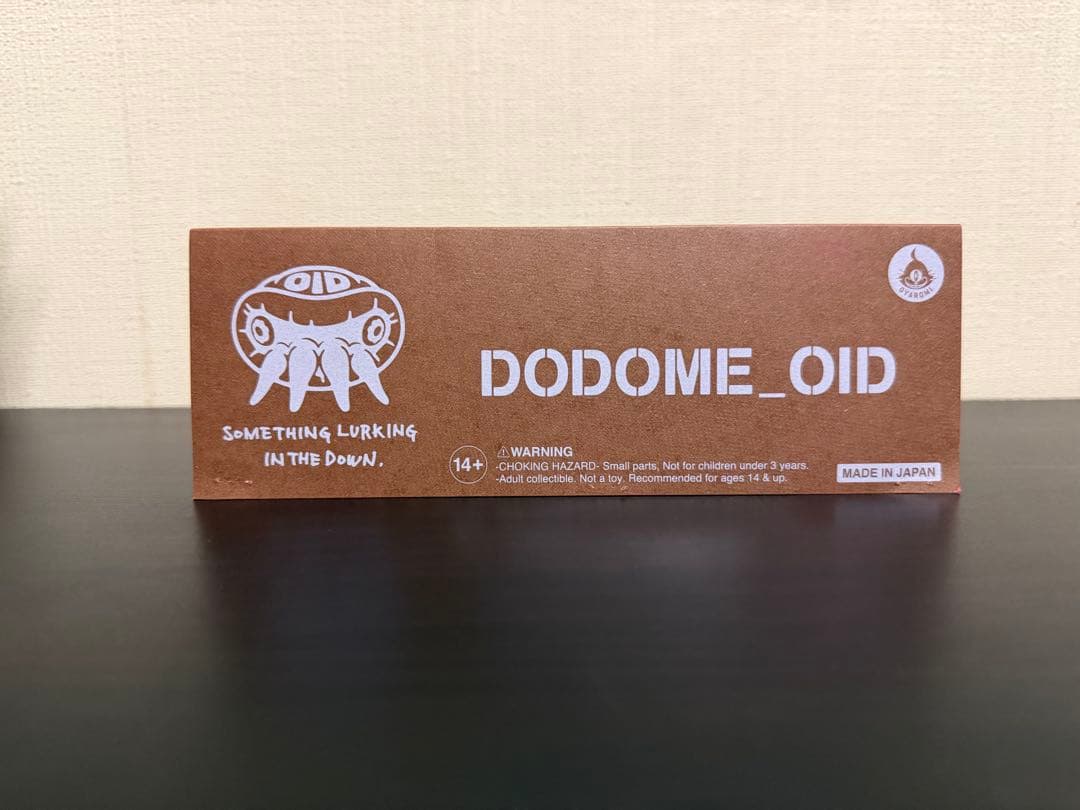 OID
SOMETHING LURKING
IN THE DOWN.
DODOME_OID
GYAROMI
14+
⚠WARNING
-CHOKING HAZARD- Small parts, Not for children under 3 years.
-Adult collectible. Not a toy. Recommended for ages 14 & up.
MADE IN JAPAN